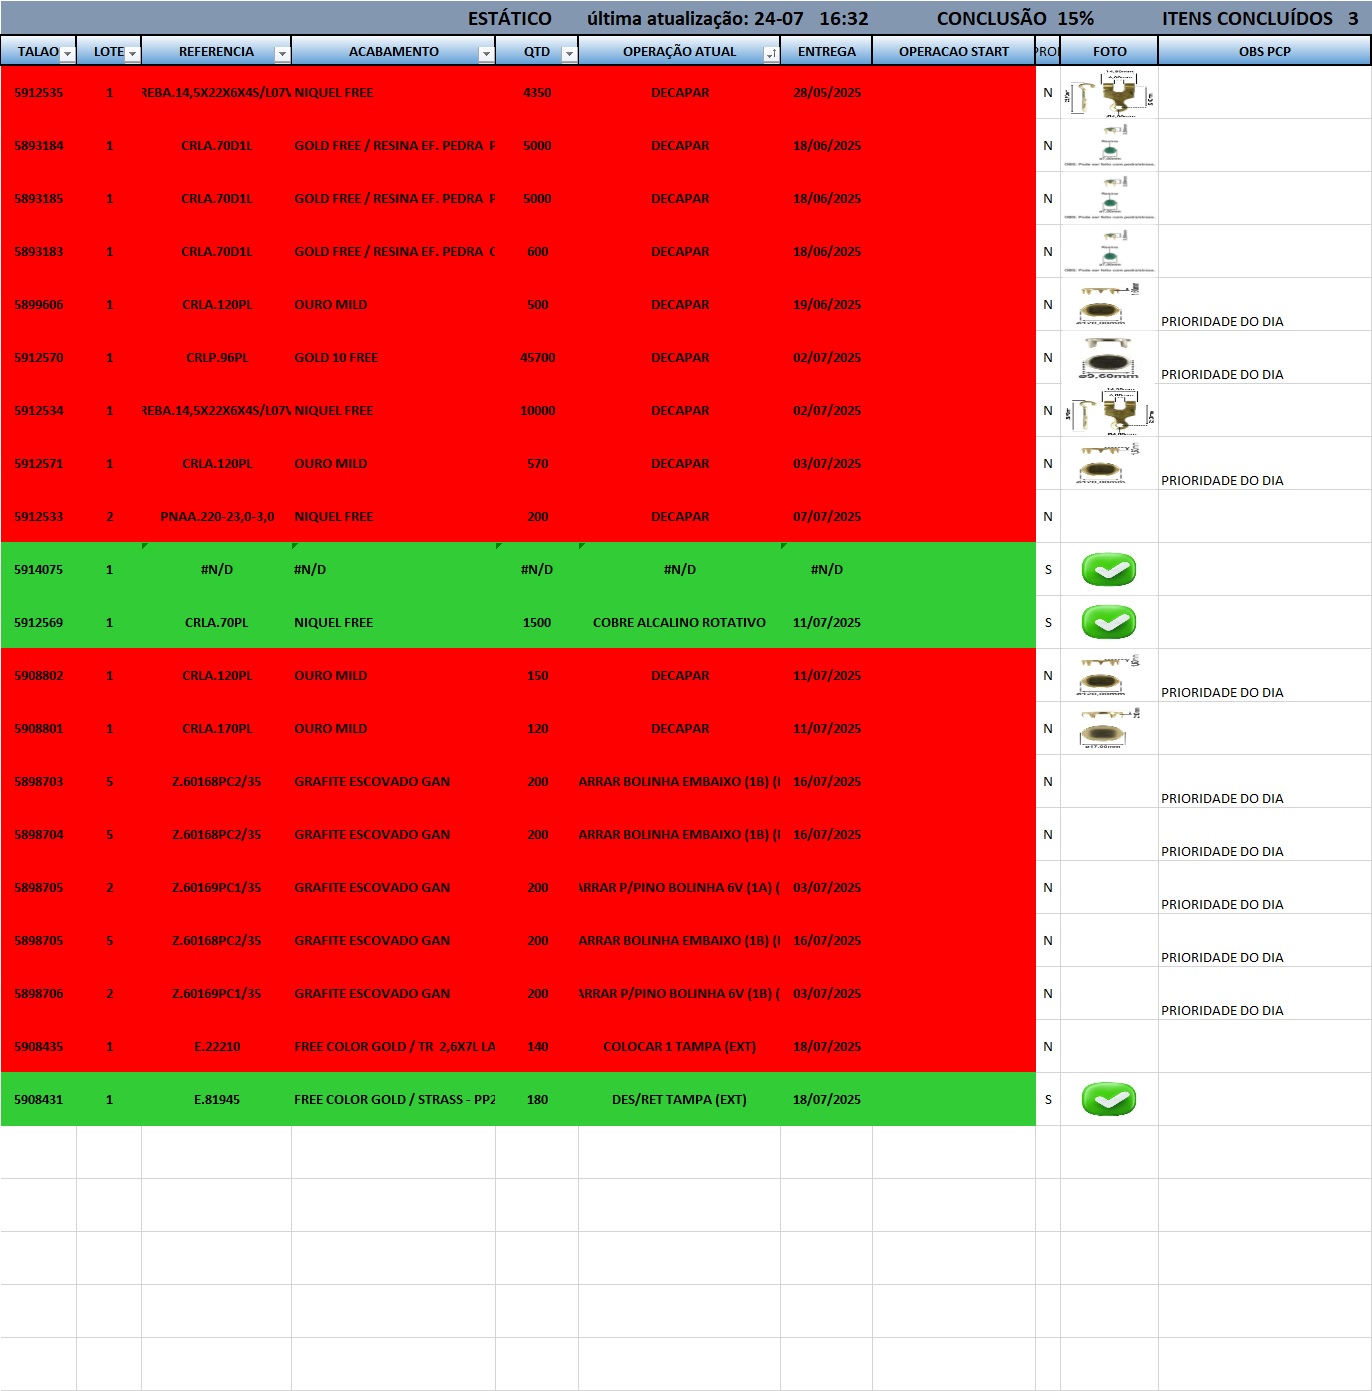 ESTÁTICO última atualização: 24-07 16:32 CONCLUSÃO 15% ITENS CONCLUÍDOS 3
TALAO LOTE REFERENCIA ACABAMENTO QTD OPERAÇÃO ATUAL ENTREGA OPERACAO START PROI FOTO OBS PCP
5912535 1 REBA.14,5X22X6X4S/L07\ NIQUEL FREE 4350 DECAPAR 28/05/2025 N
5893184 1 CRLA.70D1L GOLD FREE / RESINA EF. PEDRA 5000 DECAPAR 18/06/2025 N
5893185 1 CRLA.70D1L GOLD FREE / RESINA EF. PEDRA 5000 DECAPAR 18/06/2025 N
5893183 1 CRLA.70D1L GOLD FREE / RESINA EF. PEDRA 600 DECAPAR 18/06/2025 N
5899606 1 CRLA.120PL OURO MILD 500 DECAPAR 19/06/2025 N PRIORIDADE DO DIA
5912570 1 CRLP.96PL GOLD 10 FREE 45700 DECAPAR 02/07/2025 N ø9,60mm PRIORIDADE DO DIA
5912534 1 REBA.14,5X22X6X4S/L07\ NIQUEL FREE 10000 DECAPAR 02/07/2025 N
5912571 1 CRLA.120PL OURO MILD 570 DECAPAR 03/07/2025 N PRIORIDADE DO DIA
5912533 2 PNAA.220-23,0-3,0 NIQUEL FREE 200 DECAPAR 07/07/2025 N
5914075 1 #N/D #N/D #N/D #N/D #N/D S
5912569 1 CRLA.70PL NIQUEL FREE 1500 COBRE ALCALINO ROTATIVO 11/07/2025 S
5908802 1 CRLA.120PL OURO MILD 150 DECAPAR 11/07/2025 N PRIORIDADE DO DIA
5908801 1 CRLA.170PL OURO MILD 120 DECAPAR 11/07/2025 N ø17,00mm
5898703 5 Z.60168PC2/35 GRAFITE ESCOVADO GAN 200 ARRAR BOLINHA EMBAIXO (1B) (I 16/07/2025 N PRIORIDADE DO DIA
5898704 5 Z.60168PC2/35 GRAFITE ESCOVADO GAN 200 ARRAR BOLINHA EMBAIXO (1B) (I 16/07/2025 N PRIORIDADE DO DIA
5898705 2 Z.60169PC1/35 GRAFITE ESCOVADO GAN 200 ARRAR P/PINO BOLINHA 6V (1A) ( 03/07/2025 N PRIORIDADE DO DIA
5898705 5 Z.60168PC2/35 GRAFITE ESCOVADO GAN 200 ARRAR BOLINHA EMBAIXO (1B) (I 16/07/2025 N PRIORIDADE DO DIA
5898706 2 Z.60169PC1/35 GRAFITE ESCOVADO GAN 200 ARRAR P/PINO BOLINHA 6V (1B) ( 03/07/2025 N PRIORIDADE DO DIA
5908435 1 E.22210 FREE COLOR GOLD / TR 2,6X7L LA 140 COLOCAR 1 TAMPA (EXT) 18/07/2025 N
5908431 1 E.81945 FREE COLOR GOLD / STRASS - PP2 180 DES/RET TAMPA (EXT) 18/07/2025 S